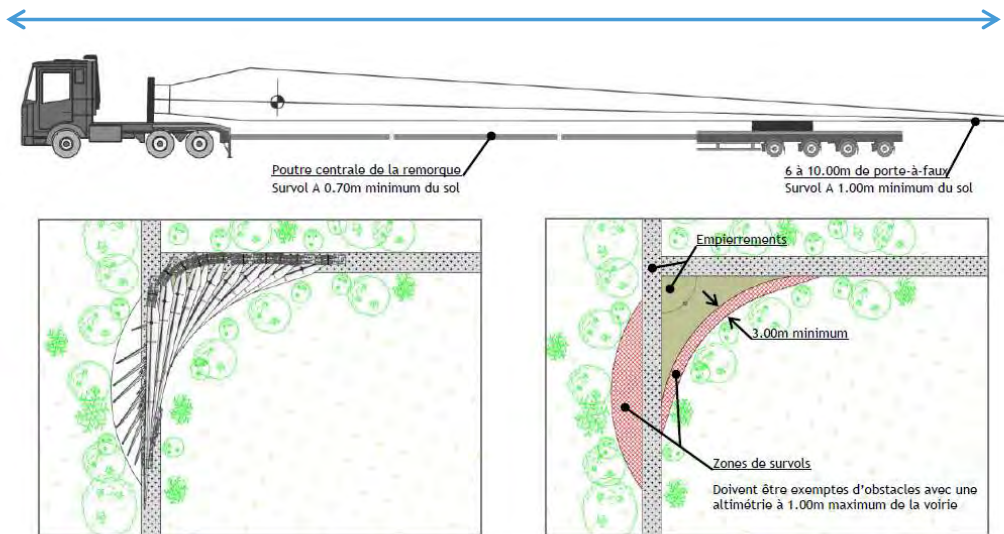 Poutre centrale de la remorque
Survol A 0.70m minimum du sol
6 à 10.00m de porte-à-faux
Survol A 1.00m minimum du sol
Empierrements
3.00m minimum
Zones de survols
Doivent être exemptes d'obstacles avec une
altimétrie à 1.00m maximum de la voirie